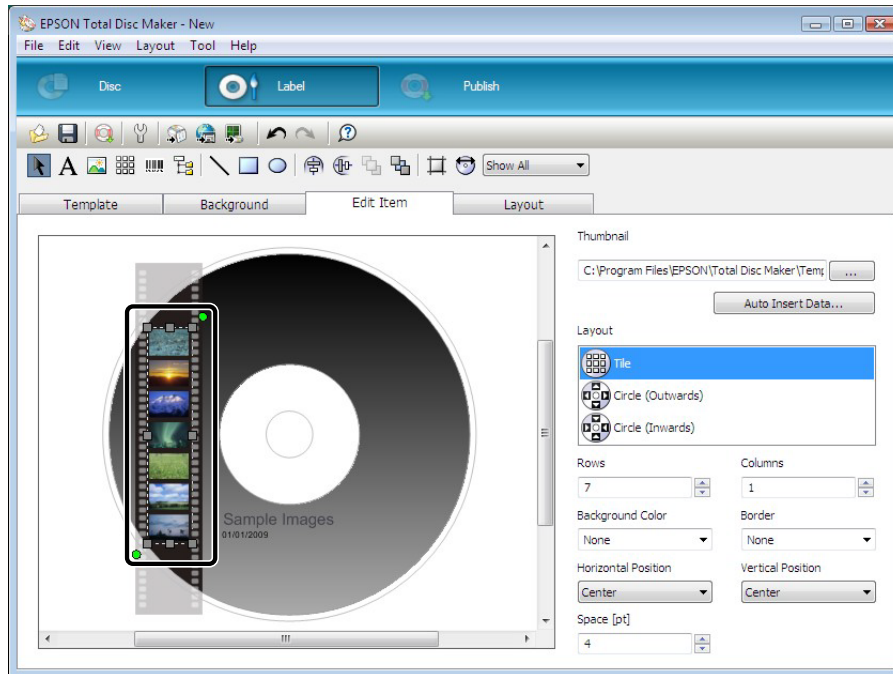 EPSON Total Disc Maker - New
File Edit View Layout Tool Help
Disc Label Publish
A Show All
Template Background Edit Item Layout
Thumbnail
C:\Program Files\EPSON\Total Disc Maker\Temp ...
Auto Insert Data...
Layout
Tile
Circle (Outwards)
Circle (Inwards)
Rows Columns
7 1
Background Color Border
None None
Horizontal Position Vertical Position
Center Center
Space [pt]
4
Sample Images
01/01/2009